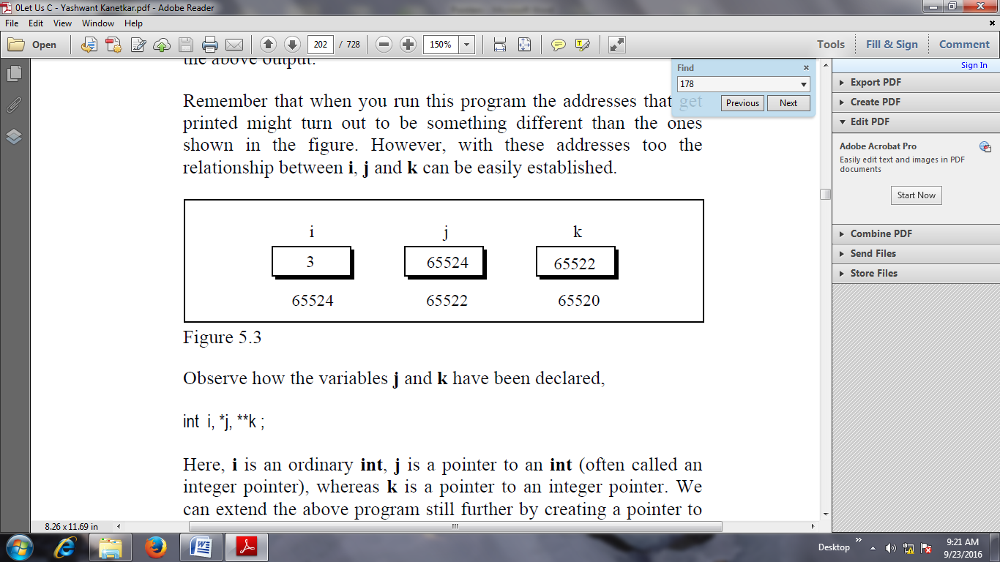 0Let Us C - Yashwant Kanetkar.pdf - Adobe Reader
File Edit View Window Help
Open 202 / 728 150% Tools Fill & Sign Comment
Sign In
Find
178
Previous Next
Export PDF
Create PDF
Edit PDF
Adobe Acrobat Pro
Easily edit text and images in PDF
documents
Start Now
Combine PDF
Send Files
Store Files
the above output.
Remember that when you run this program the addresses that get
printed might turn out to be something different than the ones
shown in the figure. However, with these addresses too the
relationship between i, j and k can be easily established.
i j k
3 65524 65522
65524 65522 65520
Figure 5.3
Observe how the variables j and k have been declared,
int i, *j, **k ;
Here, i is an ordinary int, j is a pointer to an int (often called an
integer pointer), whereas k is a pointer to an integer pointer. We
can extend the above program still further by creating a pointer to
8.26 x 11.69 in
Desktop
9:21 AM
9/23/2016